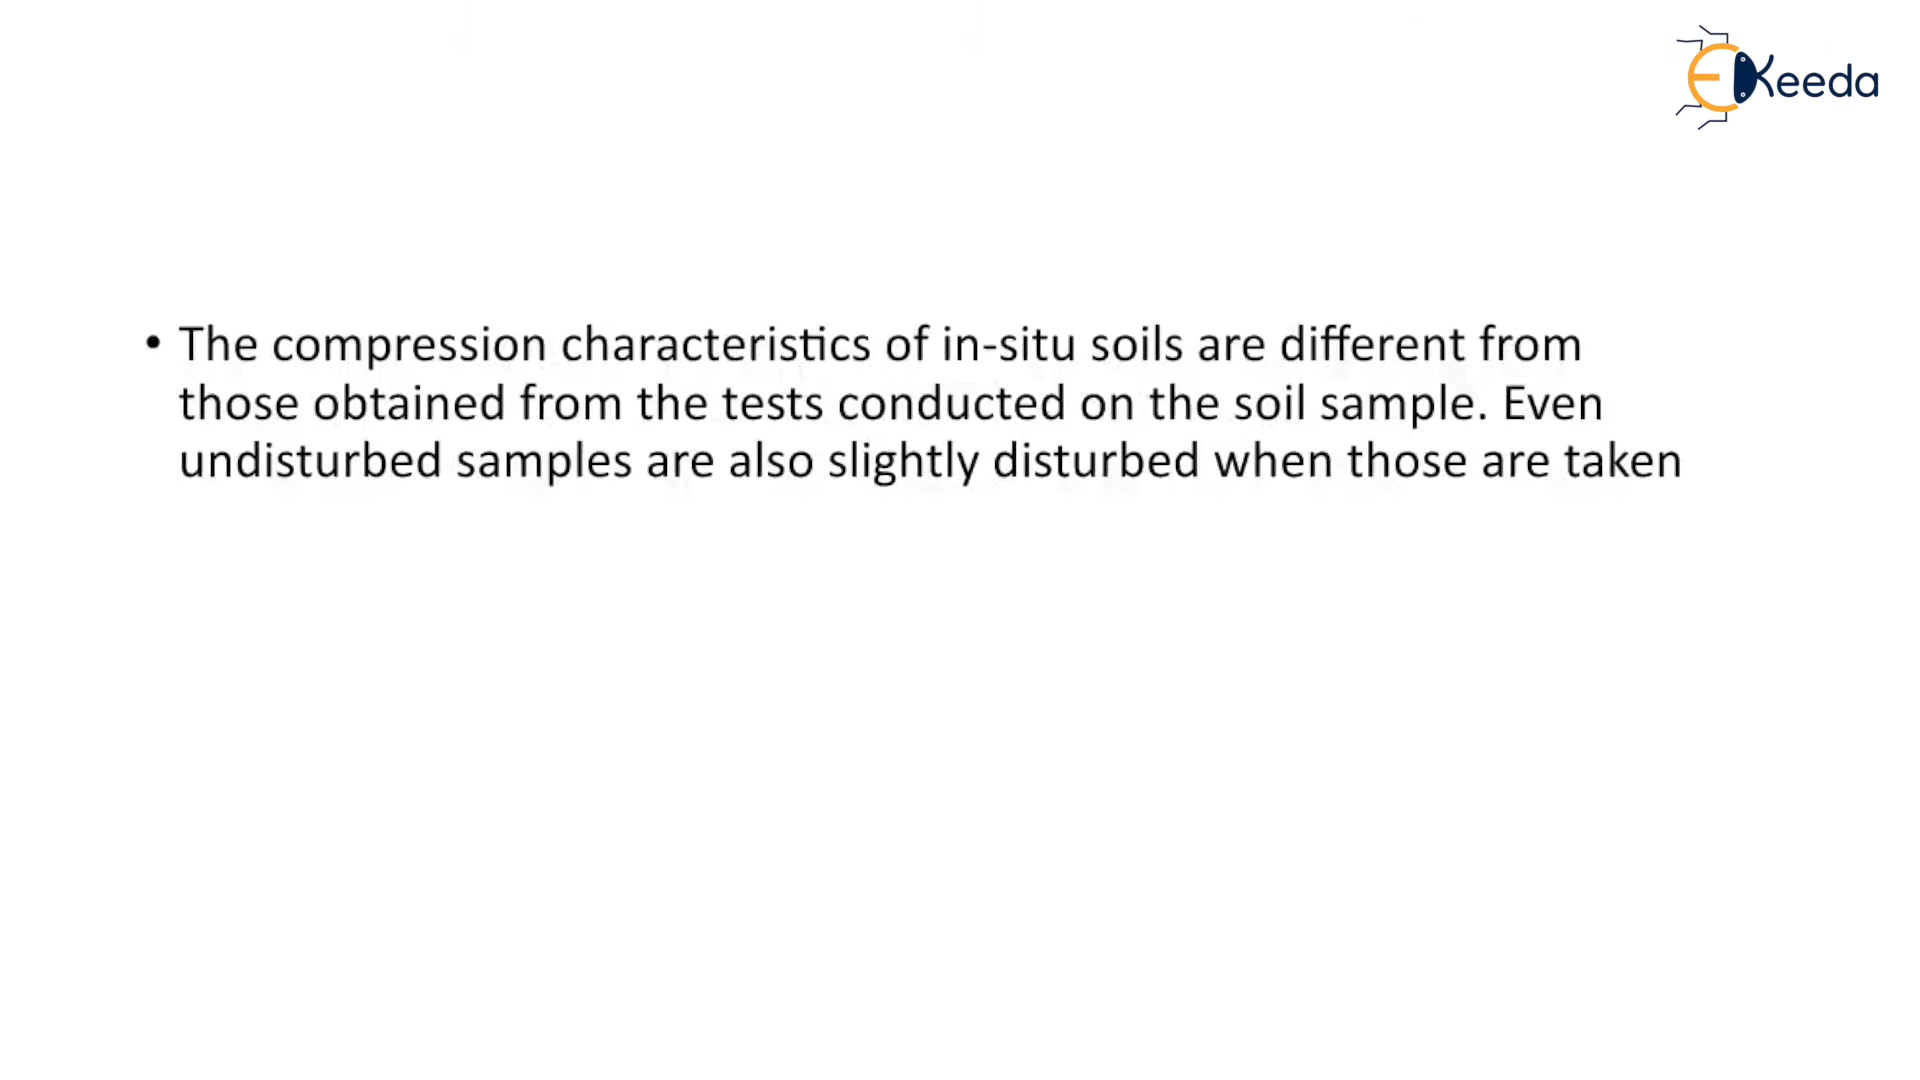 EKeeda
• The compression characteristics of in-situ soils are different from
those obtained from the tests conducted on the soil sample. Even
undisturbed samples are also slightly disturbed when those are taken